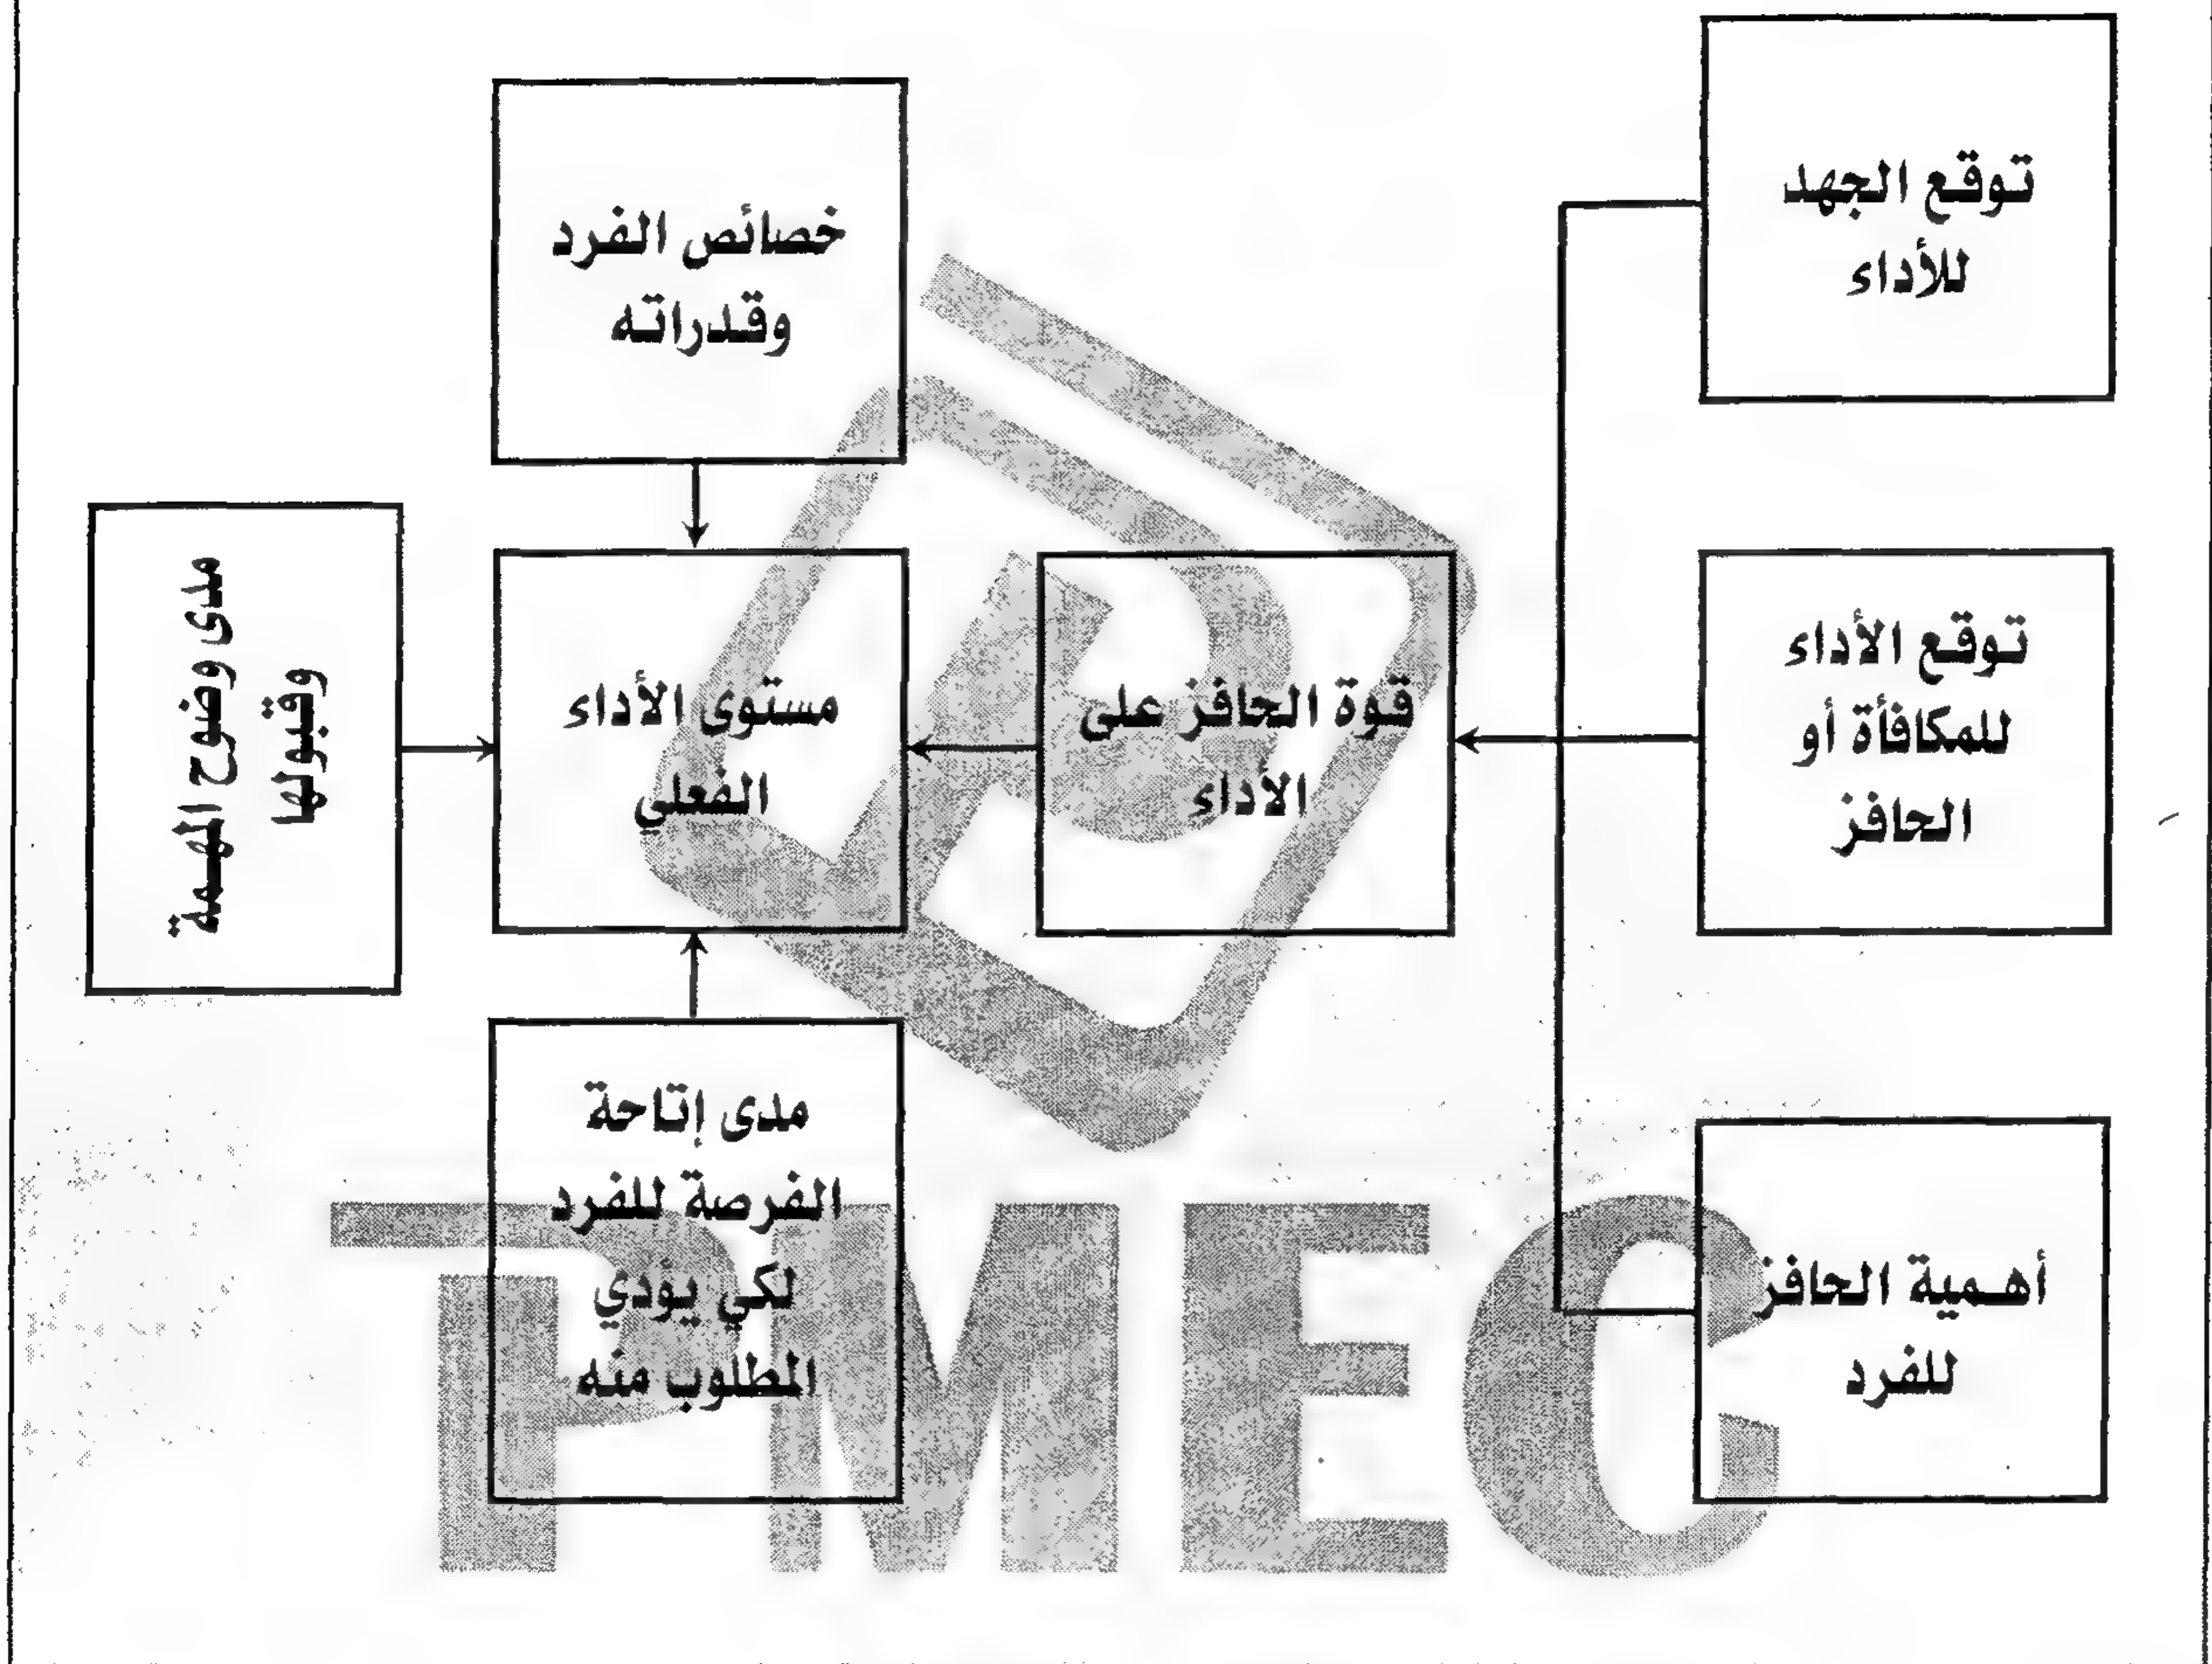 توقع الجهد
للأداء
توقع الأداء
للمكافأة أو
الحافز
أهمية الحافز
للفرد
قوة الحافز على
الأداء
خصائص الفرد
وقدراته
مستوى الأداء
الفعلي
مدى إتاحة
الفرصة للفرد
لكي يؤدي
المطلوب منه
مدى وضوح المهمة
وقبولها
PMEC